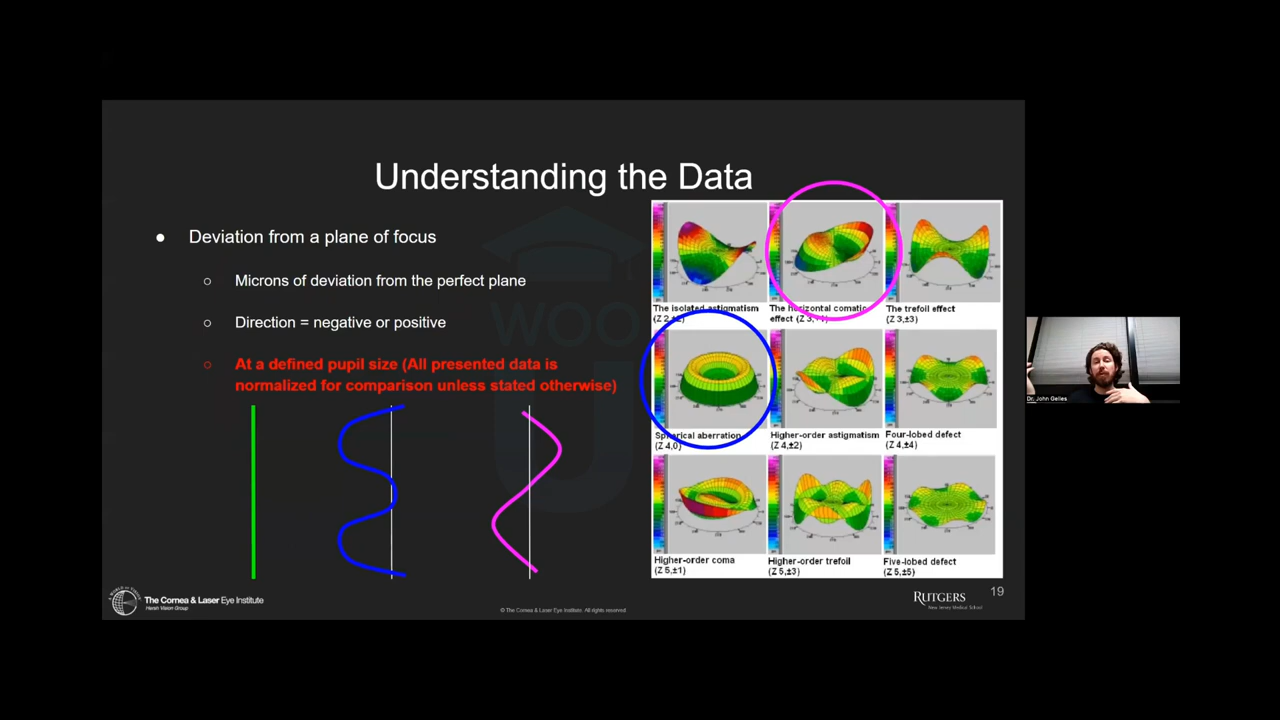 Understanding the Data
● Deviation from a plane of focus
○ Microns of deviation from the perfect plane
○ Direction = negative or positive
○ At a defined pupil size (All presented data is
normalized for comparison unless stated otherwise)
WOO
U
The isolated astigmatism
(Z 2,±2)
The horizontal comatic
effect (Z 3,+1)
The trefoil effect
(Z 3,±3)
Spherical aberration
(Z 4,0)
Higher-order astigmatism
(Z 4,±2)
Four-lobed defect
(Z 4,±4)
Higher-order coma
(Z 5,±1)
Higher-order trefoil
(Z 5,±3)
Five-lobed defect
(Z 5,±5)
The Cornea & Laser Eye Institute
Hersh Vision Group
© The Cornea & Laser Eye Institute. All rights reserved
RUTGERS
New Jersey Medical School
19
Dr. John Gelles